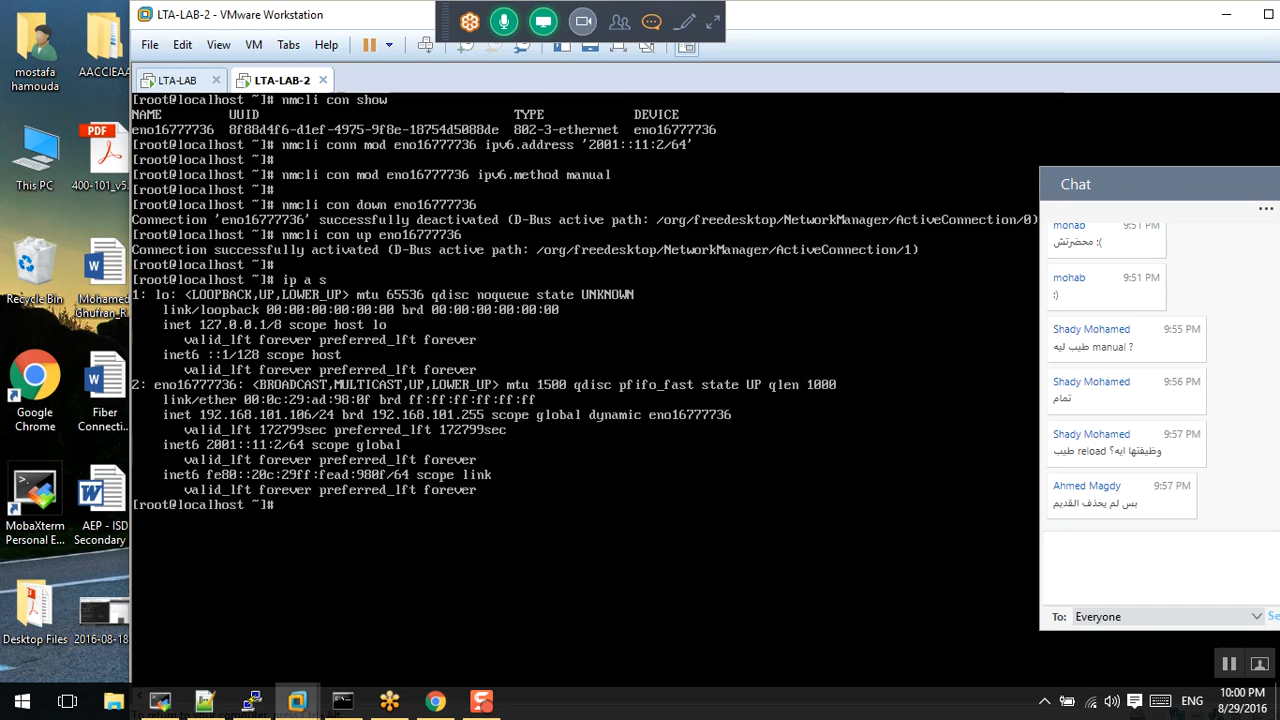 LTA-LAB-2 - VMware Workstation
File Edit View VM Tabs Help
LTA-LAB
LTA-LAB-2
[root@localhost ~]# nmcli con show
NAME UUID TYPE DEVICE
eno16777736 8f88d4f6-d1ef-4975-9f8e-18754d5088de 802-3-ethernet eno16777736
[root@localhost ~]# nmcli conn mod eno16777736 ipv6.address '2001::11:2/64'
[root@localhost ~]#
[root@localhost ~]# nmcli con mod eno16777736 ipv6.method manual
[root@localhost ~]#
[root@localhost ~]# nmcli con down eno16777736
Connection 'eno16777736' successfully deactivated (D-Bus active path: /org/freedesktop/NetworkManager/ActiveConnection/0)
[root@localhost ~]# nmcli con up eno16777736
Connection successfully activated (D-Bus active path: /org/freedesktop/NetworkManager/ActiveConnection/1)
[root@localhost ~]#
[root@localhost ~]# ip a s
1: lo: <LOOPBACK,UP,LOWER_UP> mtu 65536 qdisc noqueue state UNKNOWN
link/loopback 00:00:00:00:00:00 brd 00:00:00:00:00:00
inet 127.0.0.1/8 scope host lo
valid_lft forever preferred_lft forever
inet6 ::1/128 scope host
valid_lft forever preferred_lft forever
2: eno16777736: <BROADCAST,MULTICAST,UP,LOWER_UP> mtu 1500 qdisc pfifo_fast state UP qlen 1000
link/ether 00:0c:29:ad:98:0f brd ff:ff:ff:ff:ff:ff
inet 192.168.101.106/24 brd 192.168.101.255 scope global dynamic eno16777736
valid_lft 172799sec preferred_lft 172799sec
inet6 2001::11:2/64 scope global
valid_lft forever preferred_lft forever
inet6 fe80::20c:29ff:fead:980f/64 scope link
valid_lft forever preferred_lft forever
[root@localhost ~]#
mostafa
hamouda
AACCIEAA
This PC
PDF
400-101_v5
Recycle Bin
Mohamed
Ghufran_R
Google
Chrome
Fiber
Connecti...
MobaXterm
Personal E...
AEP - ISD
Secondary
Desktop Files
2016-08-18
Chat
mohab 9:51 PM
محضرتش :(
mohab 9:51 PM
:)
Shady Mohamed 9:55 PM
طيب ليه manual ?
Shady Mohamed 9:56 PM
تمام
Shady Mohamed 9:57 PM
طيب reload وظيفتها ايه؟
Ahmed Magdy 9:57 PM
بس لم يحذف القديم
To: Everyone
Se
ENG
10:00 PM
8/29/2016